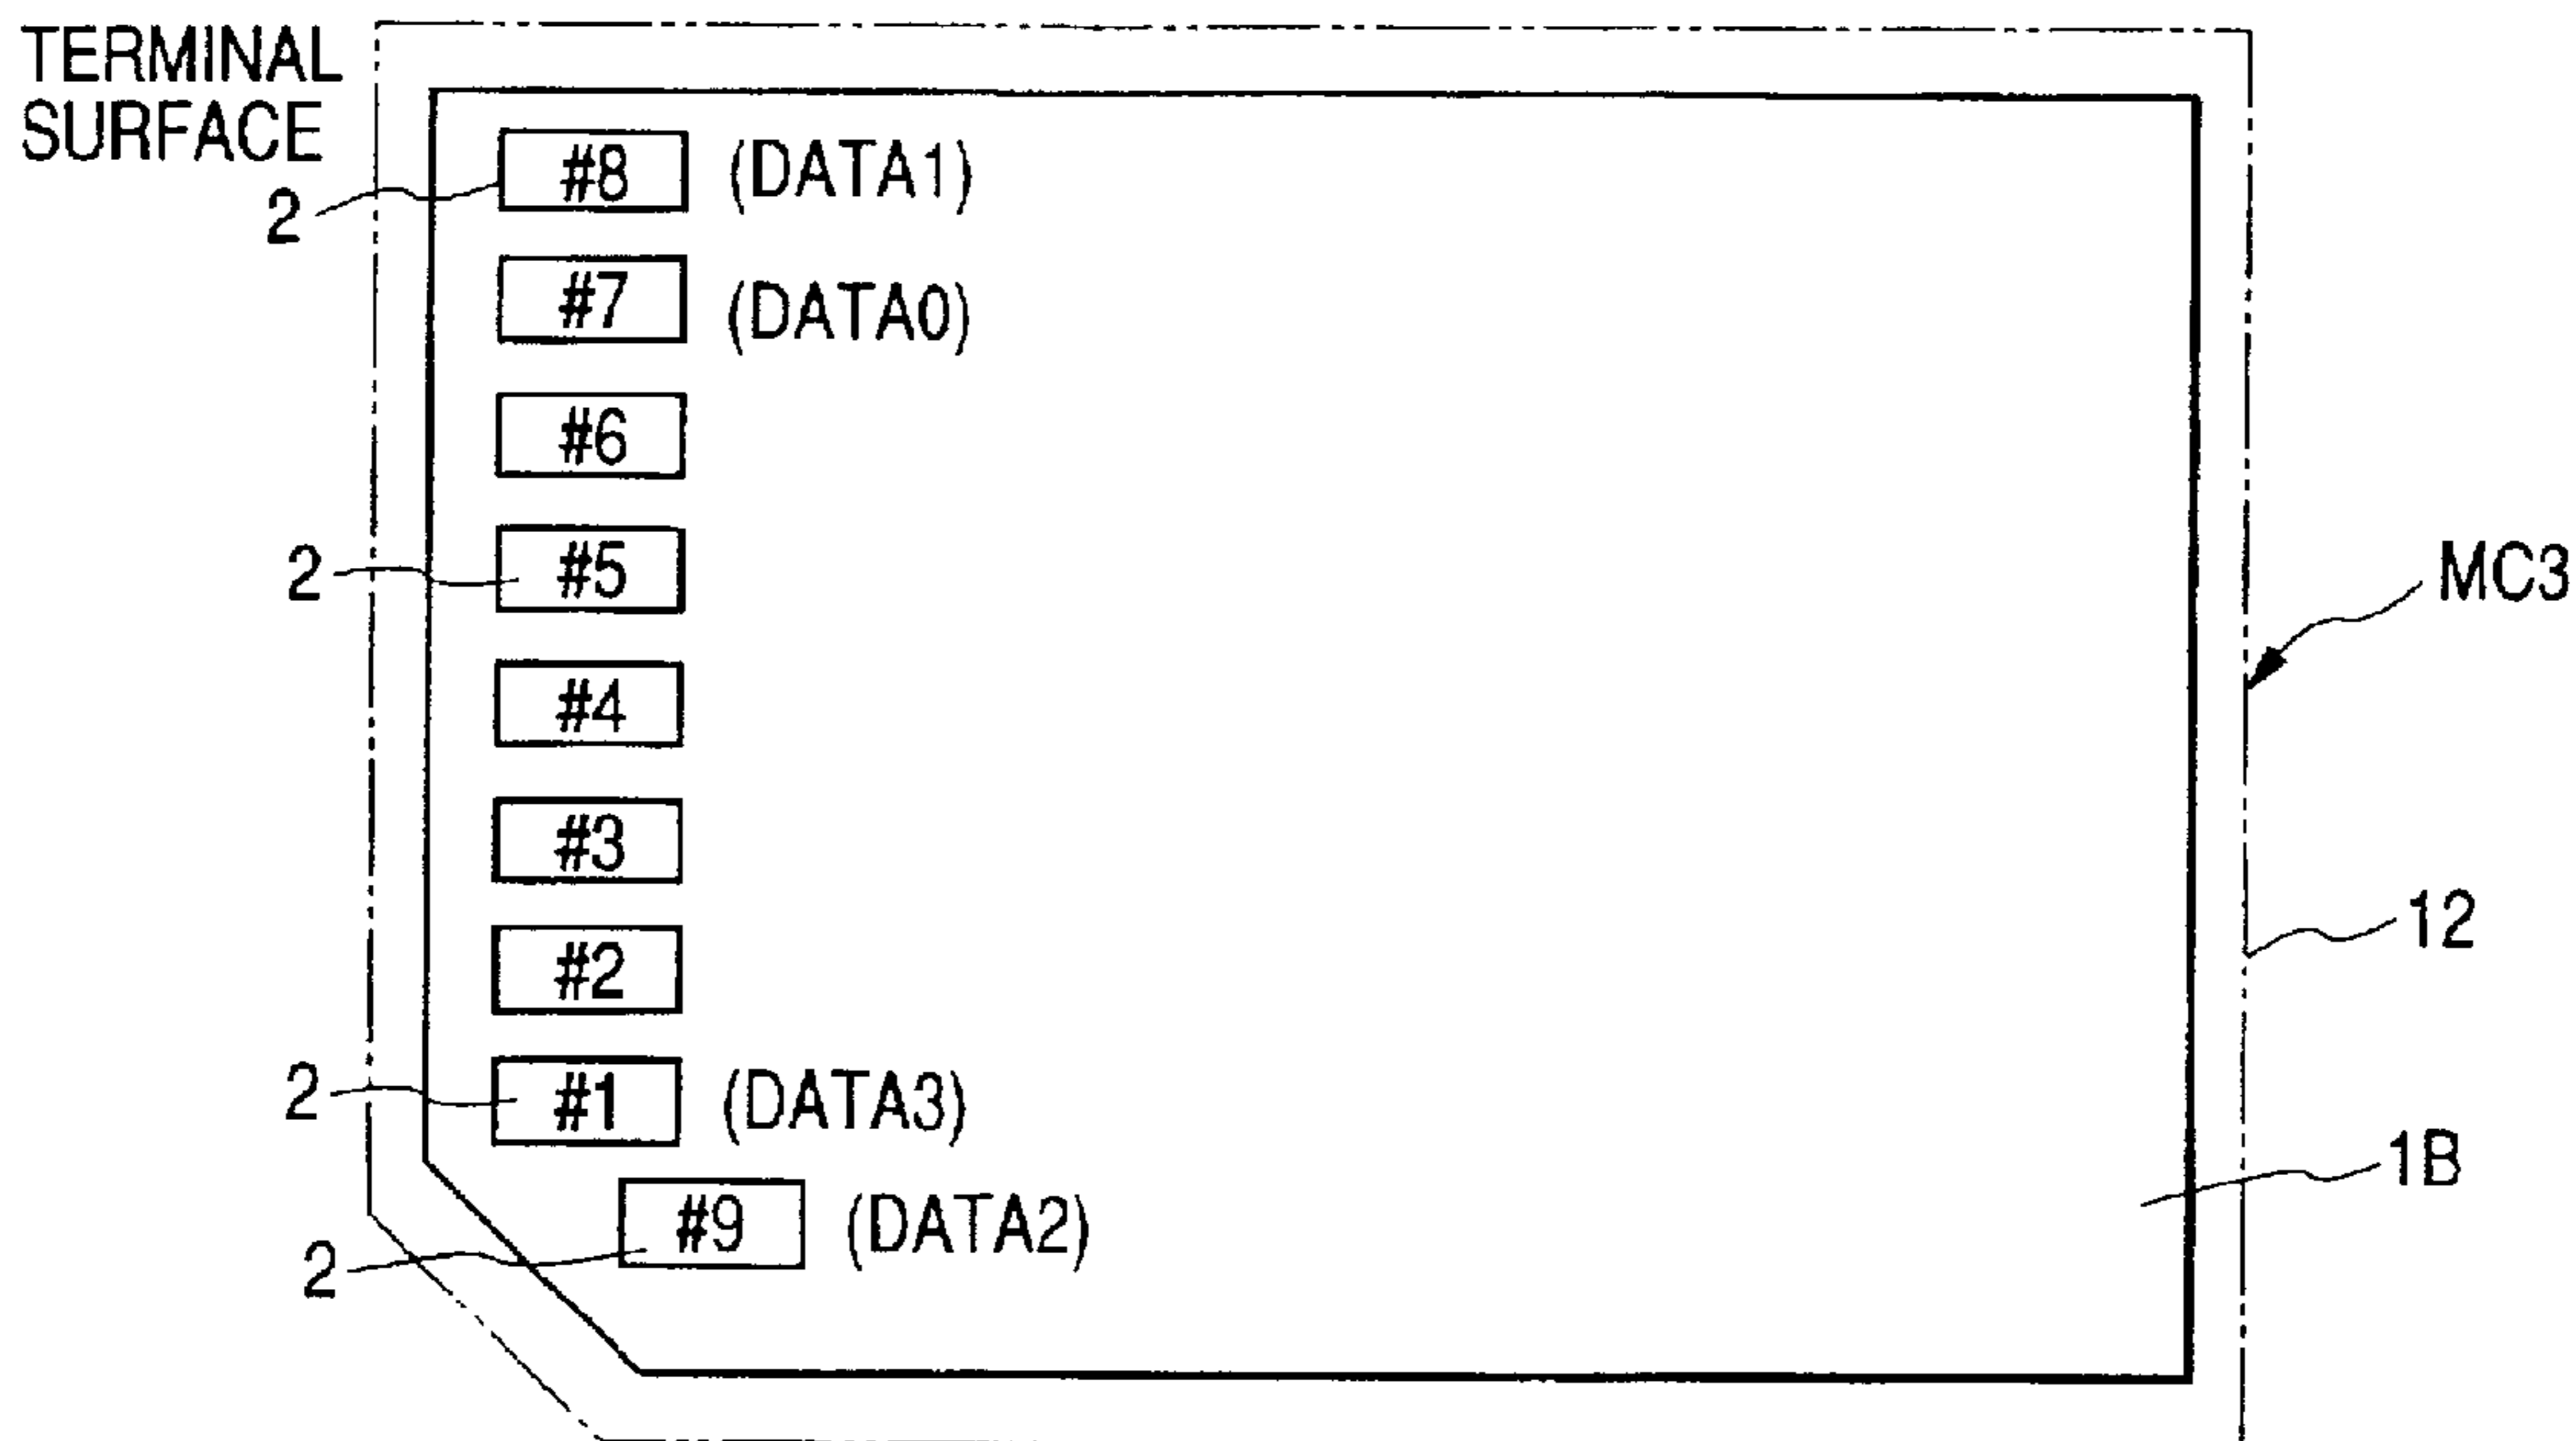 TERMINAL
SURFACE
2
#8 (DATA1)
#7 (DATA0)
#6
2
#5
MC3
#4
#3
12
#2
2
#1 (DATA3)
1B
#9 (DATA2)
2